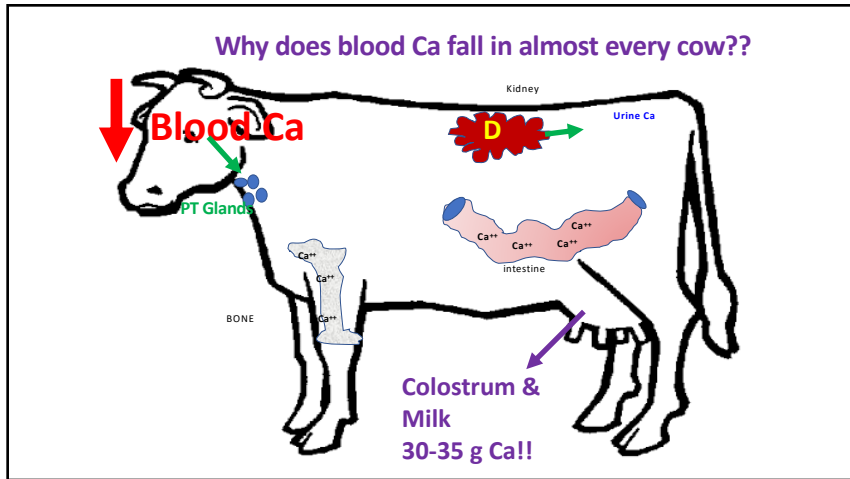 Why does blood Ca fall in almost every cow??
Kidney
Blood Ca
D
Urine Ca
PT Glands
Ca++
Ca++
Ca++
Ca++
Ca⁺⁺
intestine
Ca⁺⁺
Ca⁺⁺
Ca⁺⁺
BONE
Colostrum &
Milk
30-35 g Ca!!